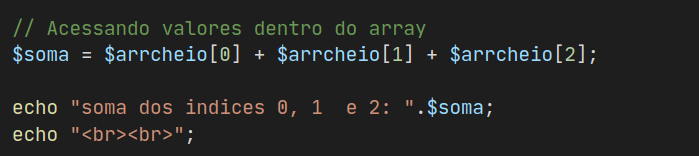 // Acessando valores dentro do array
$soma = $arrcheio[0] + $arrcheio[1] + $arrcheio[2];
echo "soma dos indices 0, 1  e 2: ".$soma;
echo "<br><br>";